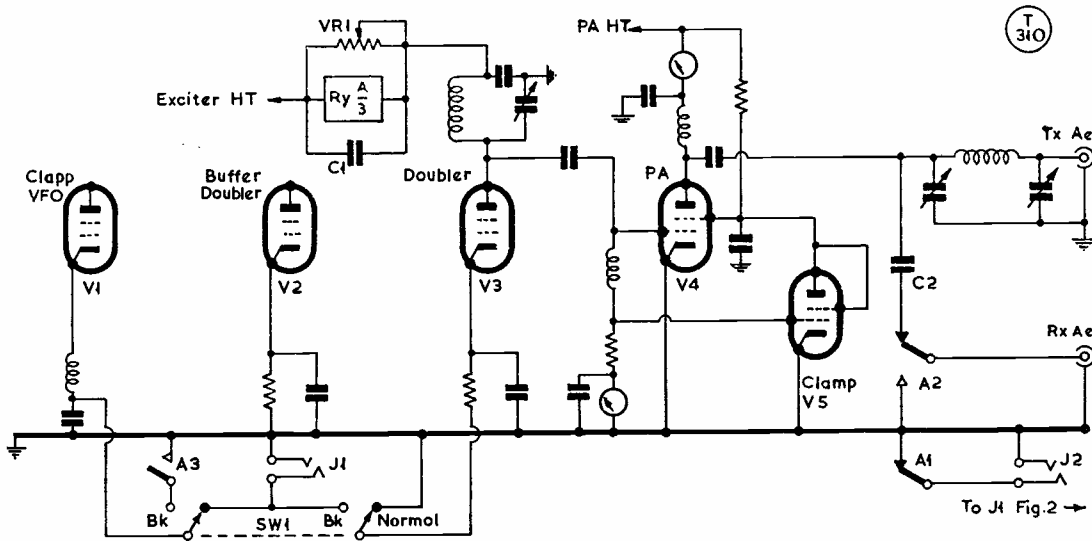 T
310
VR1
PA HT
Exciter HT
Ry A/3
C1
Tx Ae
Clapp
VFO
Buffer
Doubler
Doubler
PA
V1
V2
V3
V4
C2
Rx Ae
Clamp
V5
A2
A3
J1
A1
J2
Bk
SW1
Bk
Normal
To J1 Fig.2